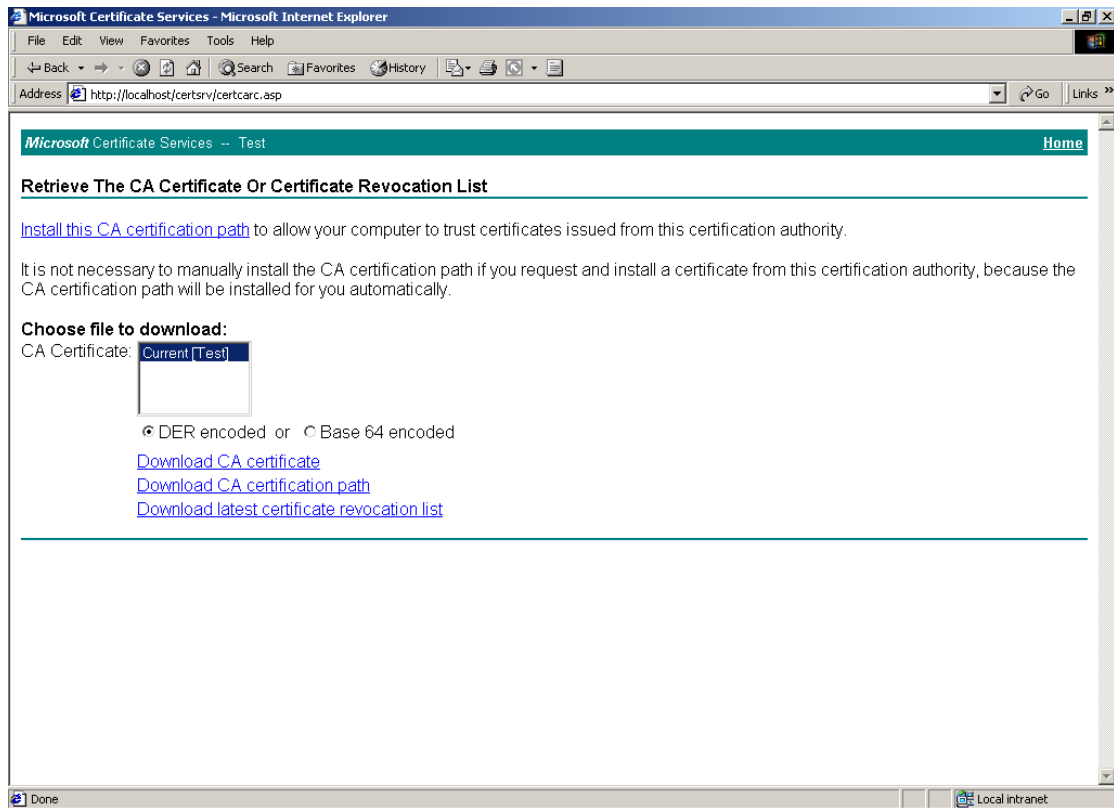 Microsoft Certificate Services - Microsoft Internet Explorer
File Edit View Favorites Tools Help
Back Search Favorites History
Address http://localhost/certsrv/certcarc.asp Go Links »
Microsoft Certificate Services -- Test Home
Retrieve The CA Certificate Or Certificate Revocation List
Install this CA certification path to allow your computer to trust certificates issued from this certification authority.
It is not necessary to manually install the CA certification path if you request and install a certificate from this certification authority, because the
CA certification path will be installed for you automatically.
Choose file to download:
CA Certificate: Current [Test]
DER encoded or Base 64 encoded
Download CA certificate
Download CA certification path
Download latest certificate revocation list
Done Local intranet